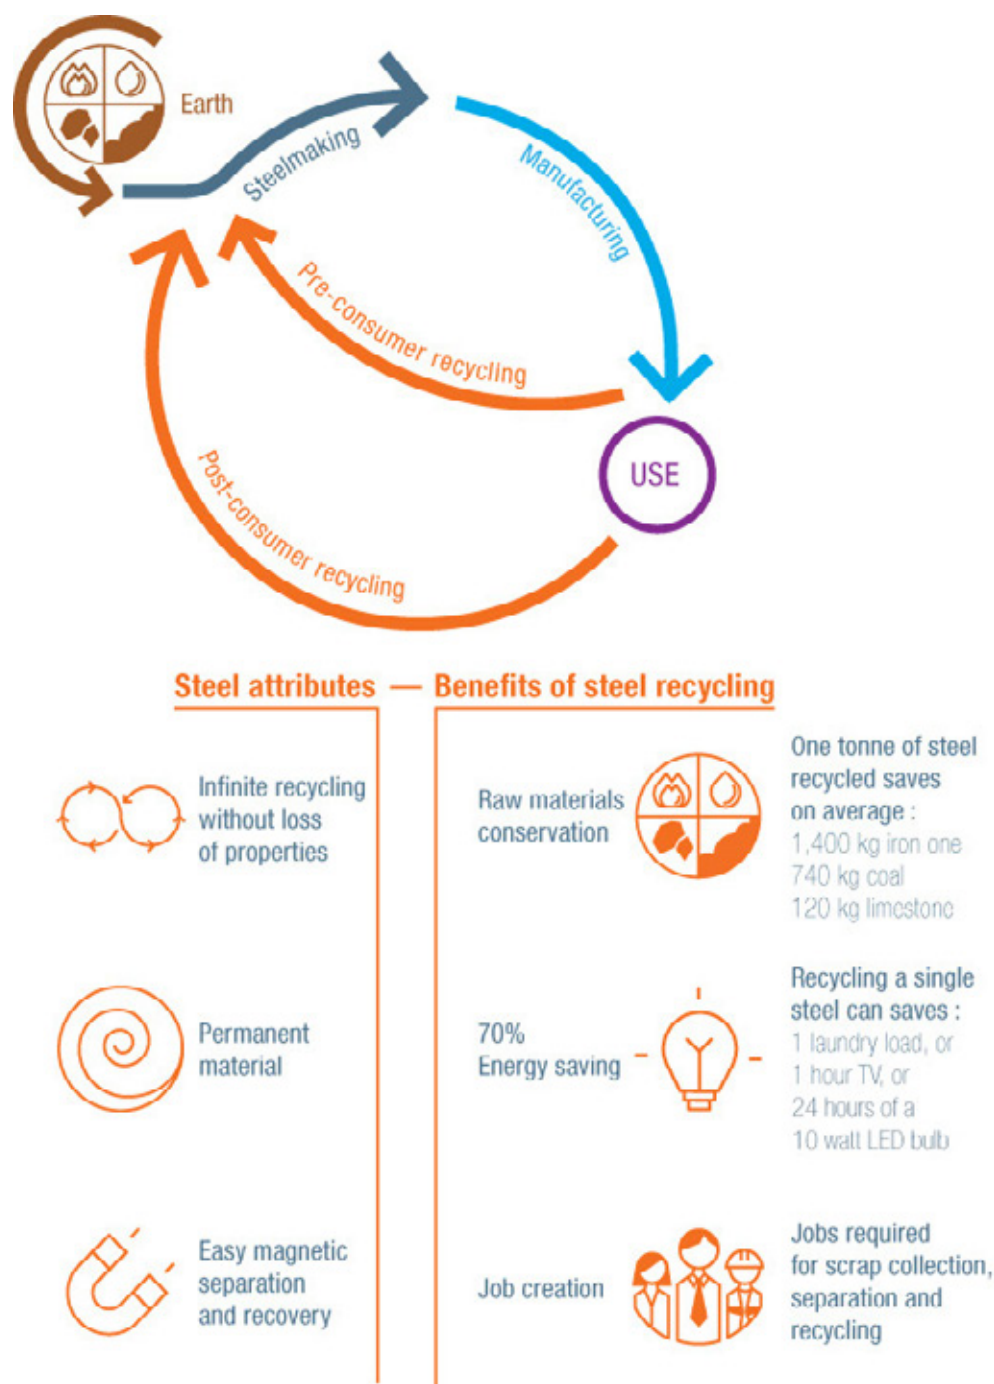 Earth
Steelmaking
Manufacturing
Pre-consumer recycling
USE
Post-consumer recycling
Steel attributes — Benefits of steel recycling
Infinite recycling
without loss
of properties
Raw materials
conservation
One tonne of steel
recycled saves
on average :
1,400 kg iron one
740 kg coal
120 kg limestone
Permanent
material
70%
Energy saving
Recycling a single
steel can saves :
1 laundry load, or
1 hour TV, or
24 hours of a
10 watt LED bulb
Easy magnetic
separation
and recovery
Job creation
Jobs required
for scrap collection,
separation and
recycling